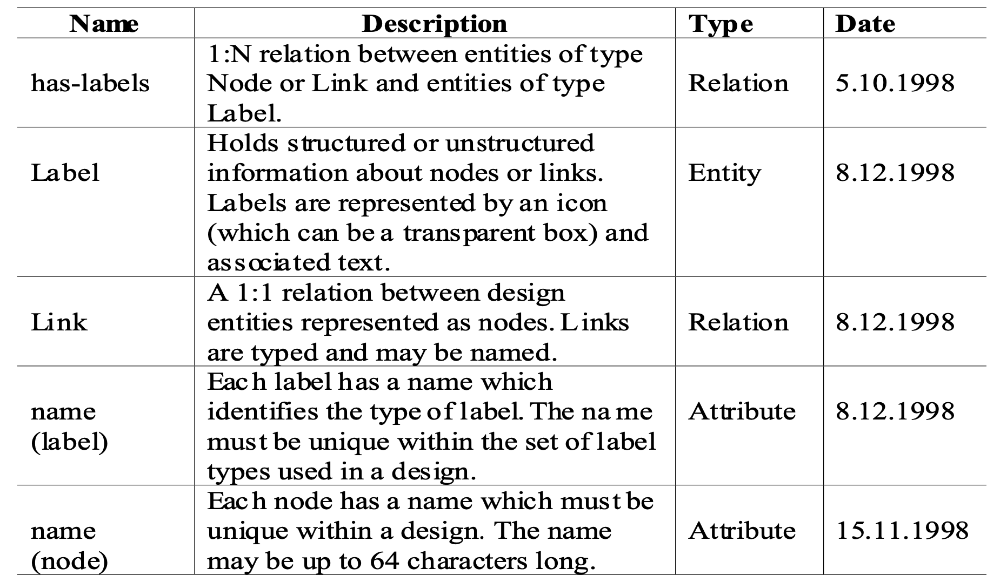 Name Description Type Date
1:N relation between entities of type
has-labels Node or Link and entities of type Relation 5.10.1998
Label.
Holds structured or unstructured
Label information about nodes or links. Entity 8.12.1998
Labels are represented by an icon
(which can be a transparent box) and
associated text.
A 1:1 relation between design
Link entities represented as nodes. Links Relation 8.12.1998
are typed and may be named.
Each label has a name which
name identifies the type of label. The name Attribute 8.12.1998
(label) must be unique within the set of label
types used in a design.
Each node has a name which must be
name unique within a design. The name Attribute 15.11.1998
(node) may be up to 64 characters long.